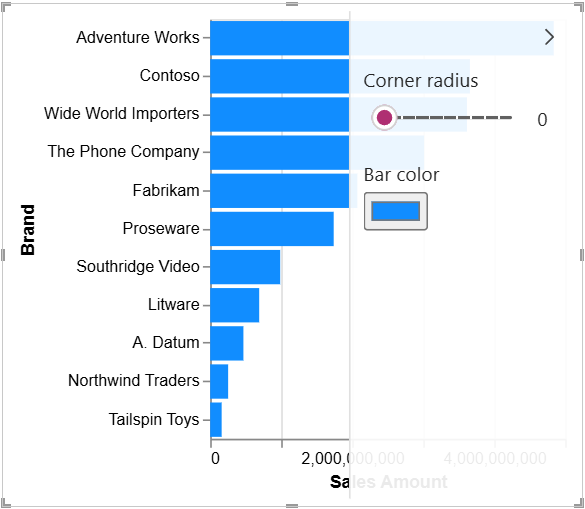 Adventure Works
Contoso
Corner radius
Wide World Importers
0
The Phone Company
Bar color
Fabrikam
Proseware
Southridge Video
Litware
A. Datum
Northwind Traders
Tailspin Toys
Brand
0 2,000,000,000 4,000,000,000
Sales Amount